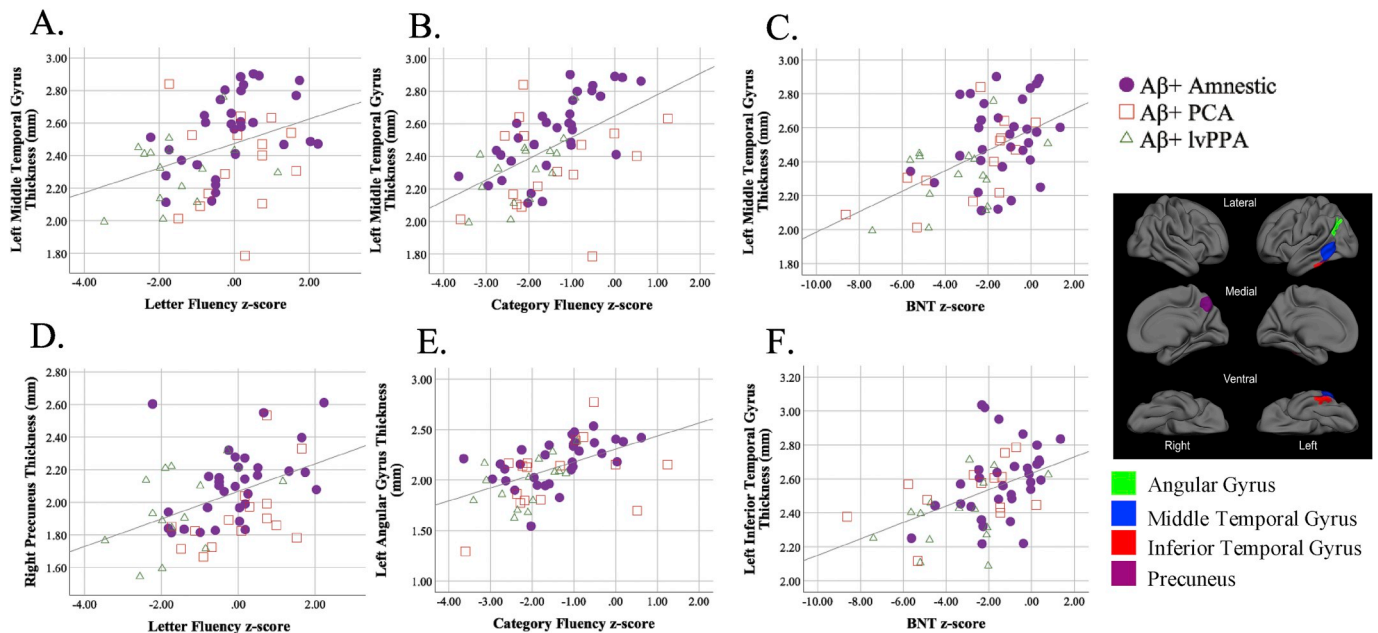 A.
3.00
2.80
2.60
2.40
2.20
2.00
1.80
-4.00 -2.00 .00 2.00 4.00
Left Middle Temporal Gyrus
Thickness (mm)
Letter Fluency z-score
B.
3.00
2.80
2.60
2.40
2.20
2.00
1.80
-4.00 -3.00 -2.00 -1.00 .00 1.00 2.00
Left Middle Temporal Gyrus
Thickness (mm)
Category Fluency z-score
C.
3.00
2.80
2.60
2.40
2.20
2.00
1.80
-10.00 -8.00 -6.00 -4.00 -2.00 .00 2.00
Left Middle Temporal Gyrus
Thickness (mm)
BNT z-score
Aβ+ Amnestic
Aβ+ PCA
Aβ+ lvPPA
D.
2.80
2.60
2.40
2.20
2.00
1.80
1.60
-4.00 -2.00 .00 2.00 4.00
Right Precuneus Thickness (mm)
Letter Fluency z-score
E.
3.00
2.50
2.00
1.50
1.00
-4.00 -3.00 -2.00 -1.00 .00 1.00 2.00
Left Angular Gyrus Thickness
(mm)
Category Fluency z-score
F.
3.20
3.00
2.80
2.60
2.40
2.20
2.00
-10.00 -8.00 -6.00 -4.00 -2.00 .00 2.00
Left Inferior Temporal Gyrus
Thickness (mm)
BNT z-score
Lateral
Medial
Ventral
Right Left
Angular Gyrus
Middle Temporal Gyrus
Inferior Temporal Gyrus
Precuneus